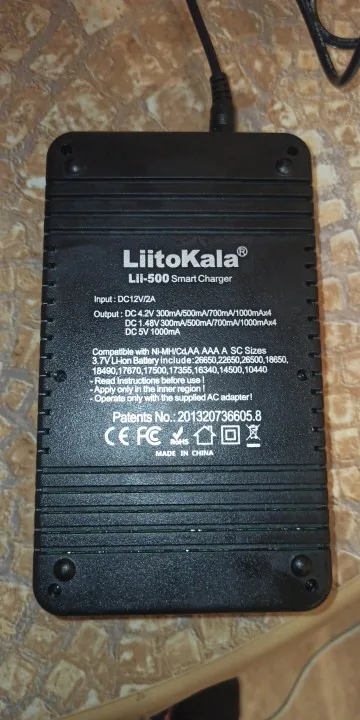 LiitoKala®
Lii-500 Smart Charger
Input : DC12V/2A
Output : DC 4.2V 300mA/500mA/700mA/1000mAx4
DC 1.48V 300mA/500mA/700mA/1000mAx4
DC 5V 1000mA
Compatible with Ni-MH/Cd,AA AAA A SC Sizes
3.7V Li-Ion Battery include:26650,22650,26500,18650,
18490,17670,17500,17355,16340,14500,10440
- Read Instructions before use !
- Apply only in the inner region !
- Operate only with the supplied AC adapter !
Patents No.: 201320736605.8
CE FC RoHS
MADE IN CHINA